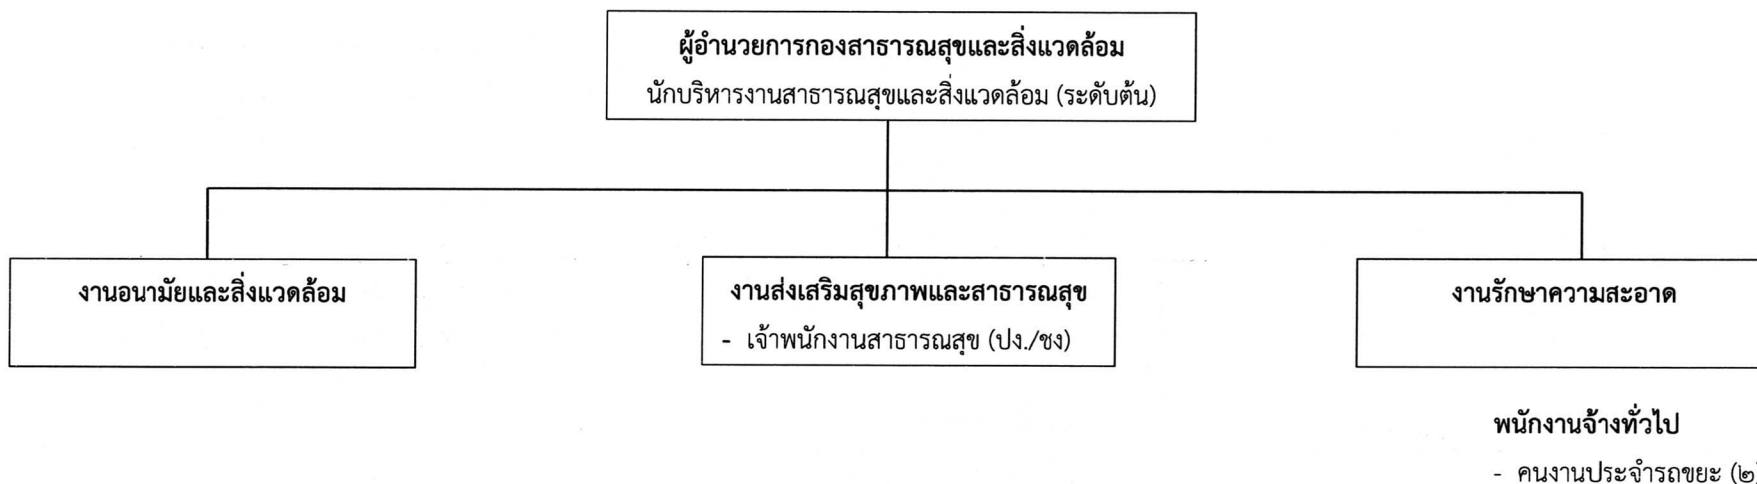 ผู้อำนวยการกองสาธารณสุขและสิ่งแวดล้อม
นักบริหารงานสาธารณสุขและสิ่งแวดล้อม (ระดับต้น)
งานอนามัยและสิ่งแวดล้อม
งานส่งเสริมสุขภาพและสาธารณสุข
- เจ้าพนักงานสาธารณสุข (ปง./ชง)
งานรักษาความสะอาด
พนักงานจ้างทั่วไป
- คนงานประจำรถขยะ (๒)